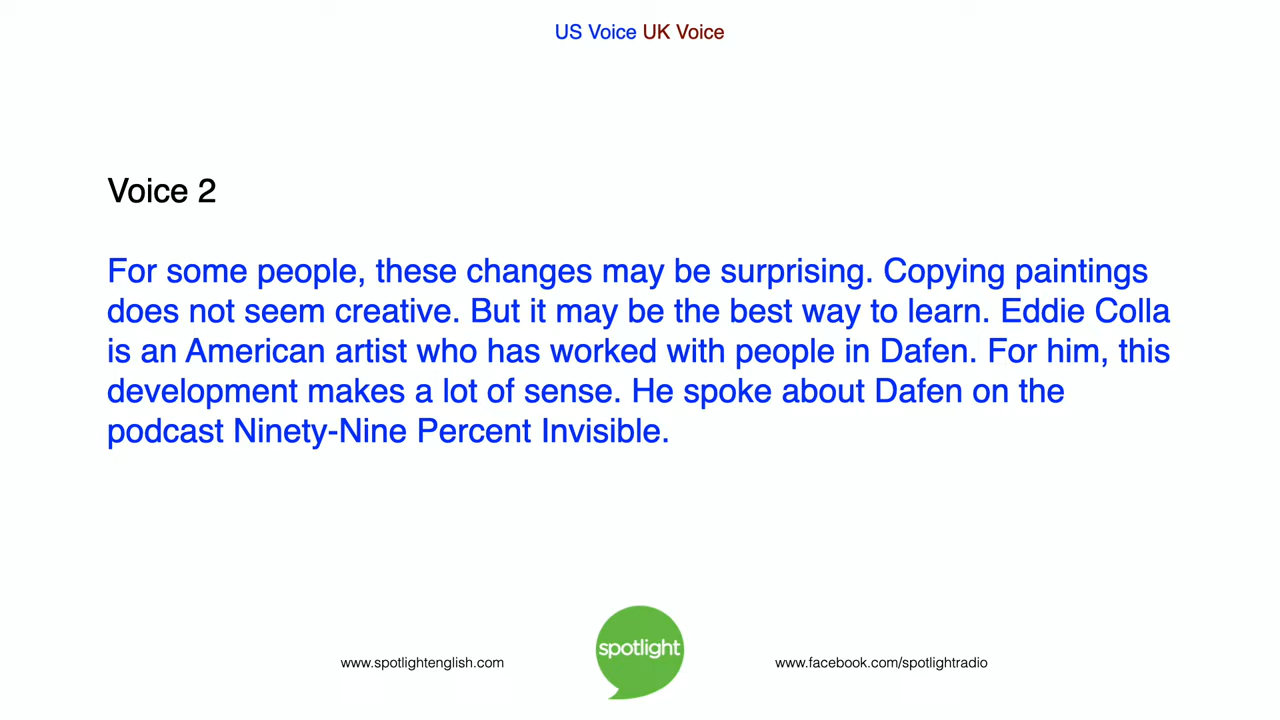 US Voice UK Voice
Voice 2
For some people, these changes may be surprising. Copying paintings
does not seem creative. But it may be the best way to learn. Eddie Colla
is an American artist who has worked with people in Dafen. For him, this
development makes a lot of sense. He spoke about Dafen on the
podcast Ninety-Nine Percent Invisible.
www.spotlightenglish.com
spotlight
www.facebook.com/spotlightradio